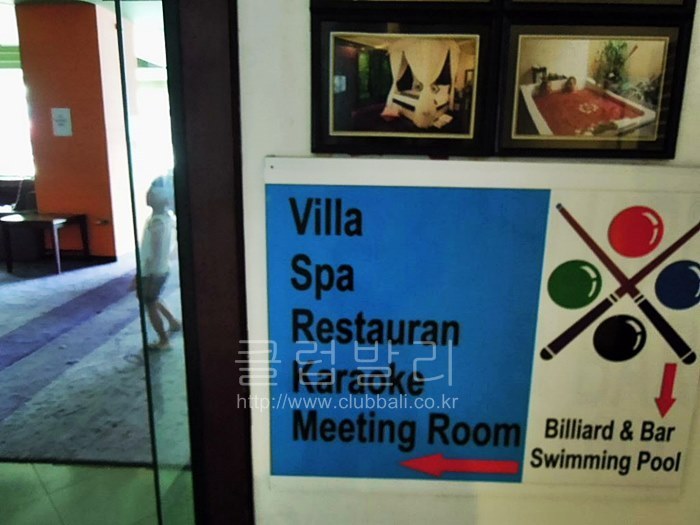 Villa
Spa
Restauran
Karaoke
Meeting Room
Billiard & Bar
Swimming Pool
클럽발리
http://www.clubbali.co.kr